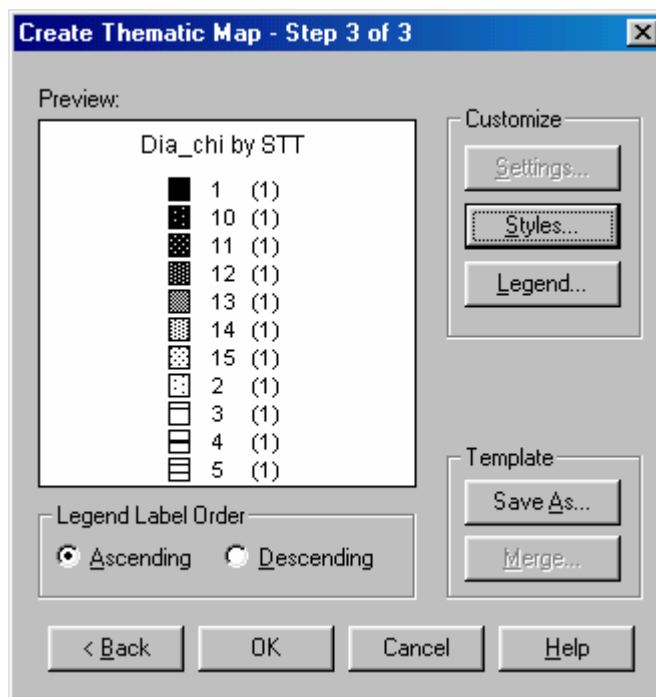 Create Thematic Map - Step 3 of 3
Preview:
Dia_chi by STT
1 (1)
10 (1)
11 (1)
12 (1)
13 (1)
14 (1)
15 (1)
2 (1)
3 (1)
4 (1)
5 (1)
Customize
Settings...
Styles...
Legend...
Legend Label Order
Ascending Descending
Template
Save As...
Merge...
< Back OK Cancel Help